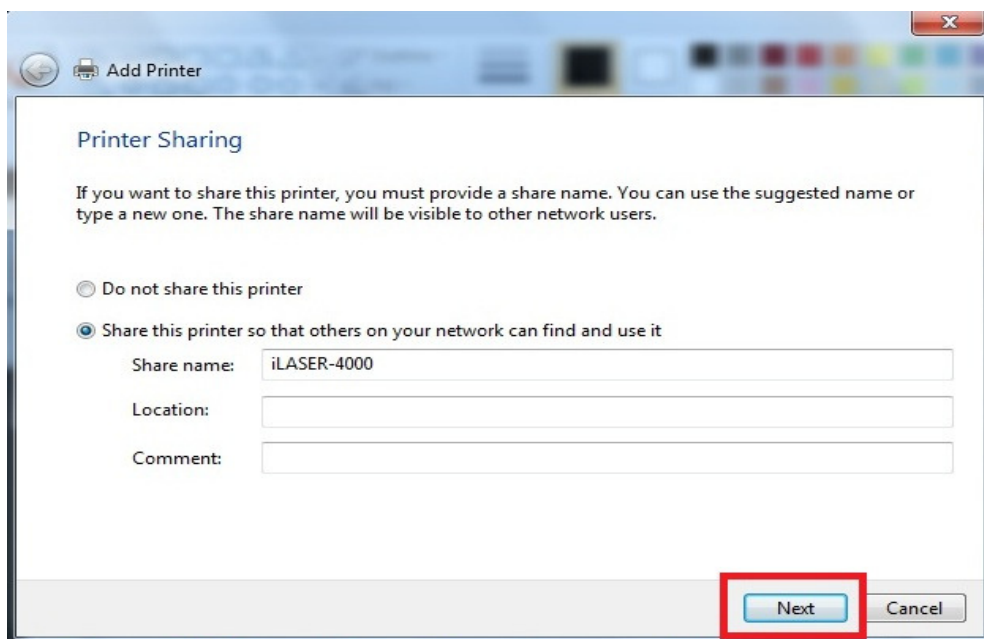 Add Printer
Printer Sharing
If you want to share this printer, you must provide a share name. You can use the suggested name or
type a new one. The share name will be visible to other network users.
Do not share this printer
Share this printer so that others on your network can find and use it
Share name: iLASER-4000
Location:
Comment:
Next Cancel